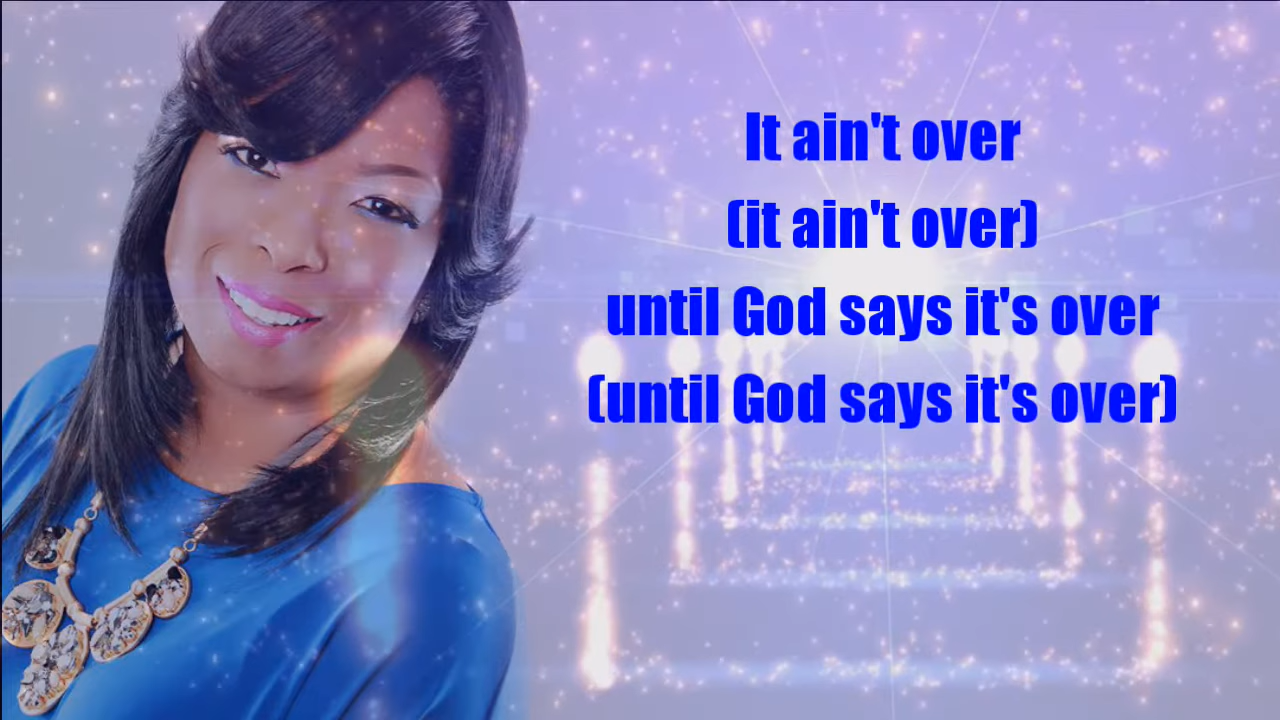 It ain't over
(it ain't over)
until God says it's over
(until God says it's over)